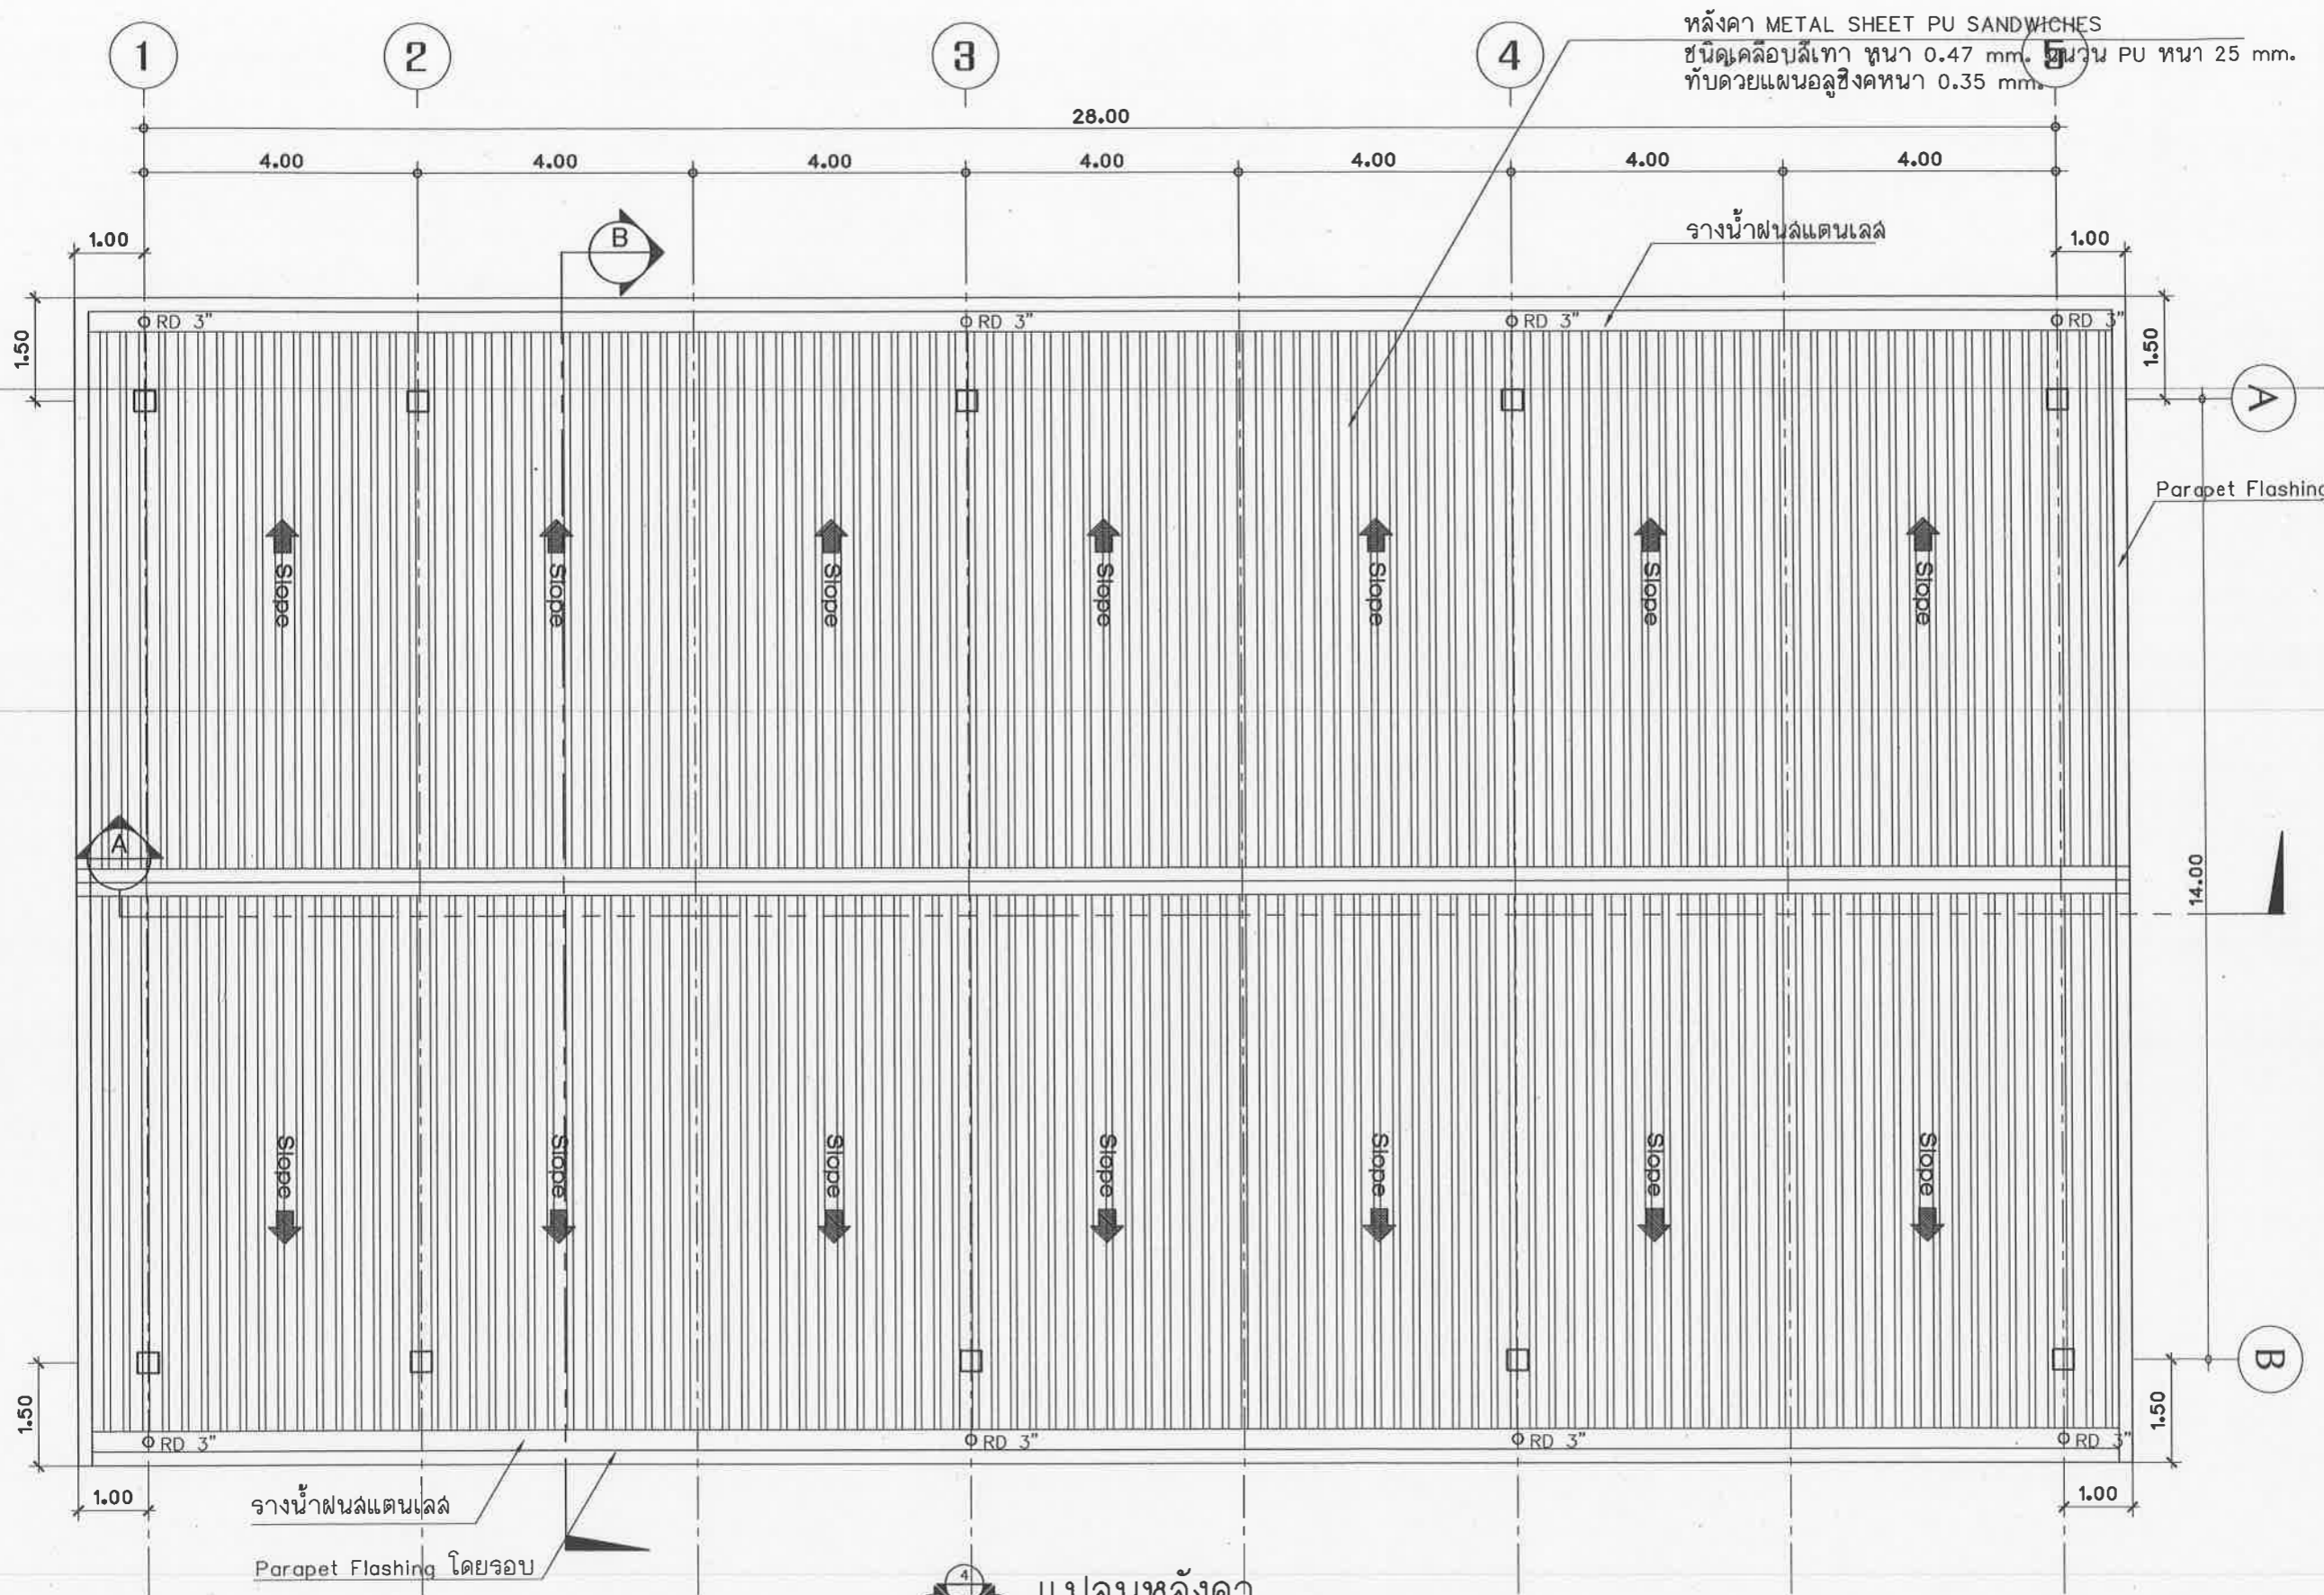 หลังคา METAL SHEET PU SANDWICHES
ชนิดเคลือบสีเทา หนา 0.47 mm. ฉนวน PU หนา 25 mm.
ทับด้วยแผ่นอลูซิงคหนา 0.35 mm.
1 2 3 4 5
28.00
4.00 4.00 4.00 4.00 4.00 4.00 4.00
1.00 B รางน้ำฝนสแตนเลส 1.00
RD 3" RD 3" RD 3" RD 3"
1.50 1.50
A
Parapet Flashing
Slope Slope Slope Slope Slope Slope Slope
A
14.00
Slope Slope Slope Slope Slope Slope Slope
B
1.50 1.50
RD 3" RD 3" RD 3" RD 3"
1.00 รางน้ำฝนสแตนเลส 1.00
Parapet Flashing โดยรอบ
4